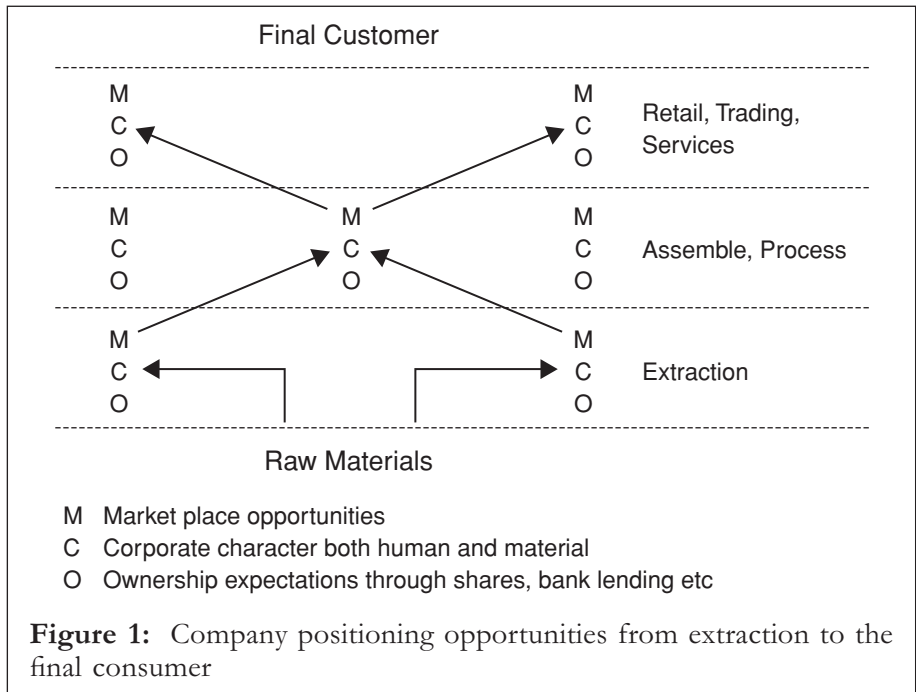 Final Customer
M M
C C Retail, Trading,
O O Services
M M M
C C C Assemble, Process
O O O
M M
C C Extraction
O O
Raw Materials
M Market place opportunities
C Corporate character both human and material
O Ownership expectations through shares, bank lending etc
Figure 1: Company positioning opportunities from extraction to the
final consumer